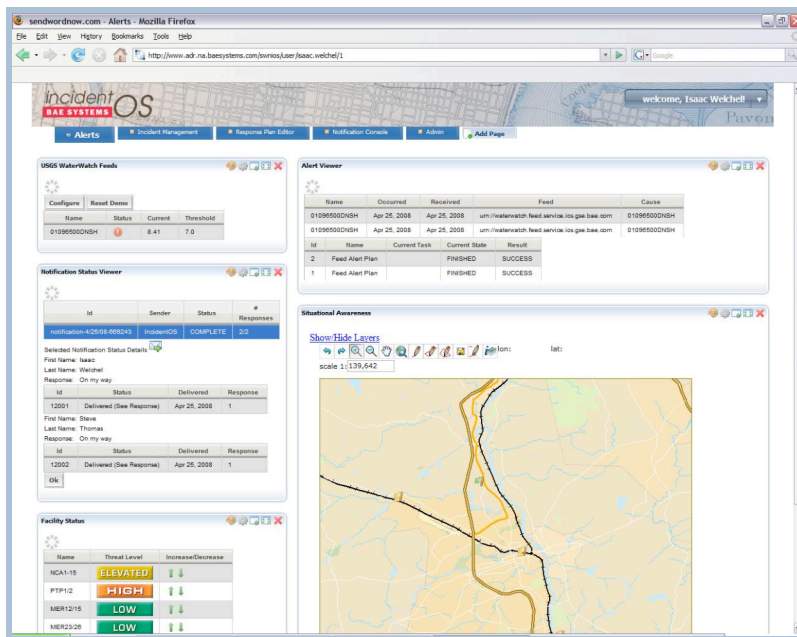 sendwordnow.com - Alerts - Mozilla Firefox
File Edit View History Bookmarks Tools Help
http://www.adr.na.baesystems.com/swnios/user/isaac.welchel/1
Google
incidentOS
BAE SYSTEMS
welcome, Isaac Welchel!
Pavon
Alerts Incident Management Response Plan Editor Notification Console Admin Add Page
USGS WaterWatch Feeds
Configure Reset Demo
Name Status Current Threshold
01096500DNSH 8.41 7.0
Alert Viewer
Name Occurred Received Feed Cause
01096500DNSH Apr 25, 2008 Apr 25, 2008 urn://waterwatch.feed.service.ios.gse.bae.com 01096500DNSH
01096500DNSH Apr 25, 2008 Apr 25, 2008 urn://waterwatch.feed.service.ios.gse.bae.com 01096500DNSH
Id Name Current Task Current State Result
2 Feed Alert Plan FINISHED SUCCESS
1 Feed Alert Plan FINISHED SUCCESS
Notification Status Viewer
Id Sender Status # Responses
notification-4/25/08-669243 IncidentOS COMPLETE 2/2
Selected Notification Status Details
First Name: Isaac
Last Name: Welchel
Response: On my way
Id Status Delivered Response
12001 Delivered (See Response) Apr 25, 2008 1
First Name: Steve
Last Name: Thomas
Response: On my way
Id Status Delivered Response
12002 Delivered (See Response) Apr 25, 2008 1
Ok
Situational Awareness
Show/Hide Layers
lon: lat:
scale 1: 139,642
Facility Status
Name Threat Level Increase/Decrease
NCA1-15 ELEVATED
PTP1/2 HIGH
MER12/15 LOW
MER23/26 LOW